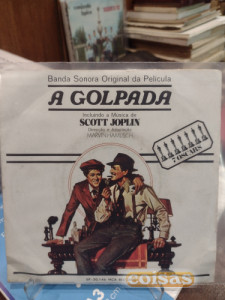 Banda Sonora Original da Película
A GOLPADA
Incluindo a Música de
SCOTT JOPLIN
7 OSCARS
coisas